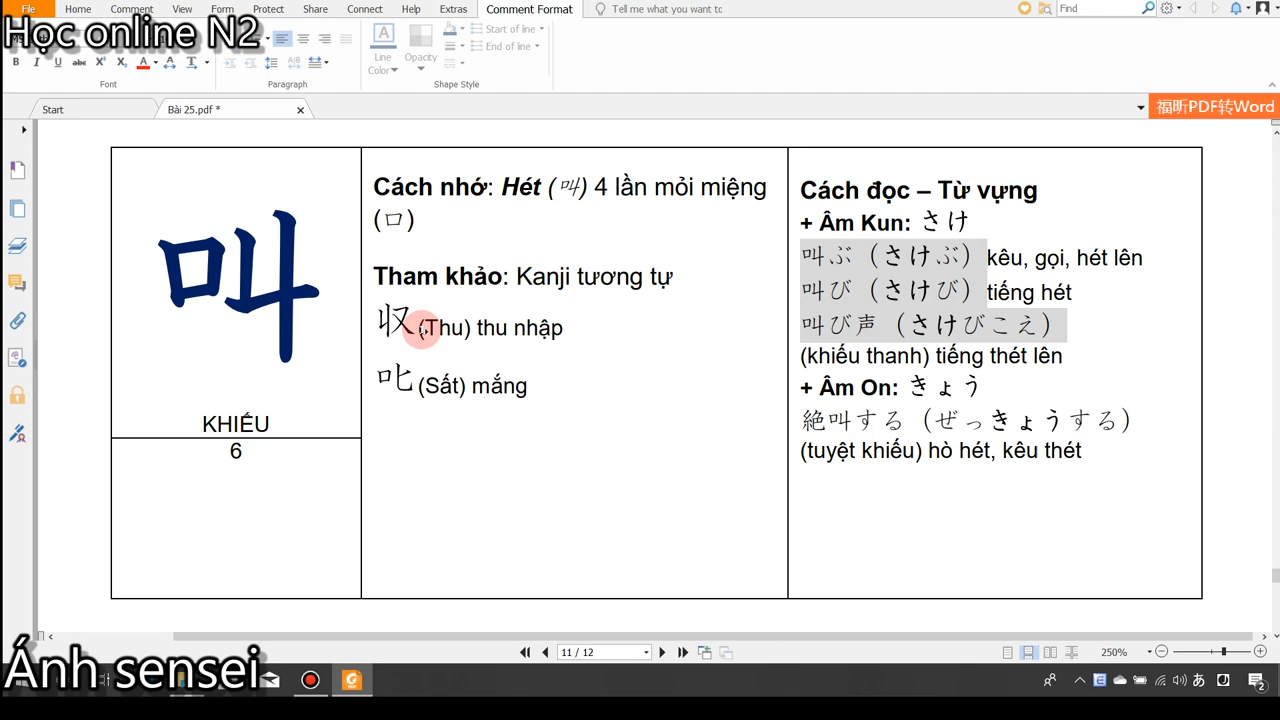 File Home Comment View Form Protect Share Connect Help Extras Comment Format Tell me what you want to Find
Học online N2
Line Color
Opacity
Start of line
End of line
Font Paragraph Shape Style
Start Bài 25.pdf *
福昕PDF转Word
叫
KHIẾU
6
Cách nhớ: Hét (叫) 4 lần mỏi miệng
(口)
Tham khảo: Kanji tương tự
収 (Thu) thu nhập
叱 (Sất) mắng
Cách đọc – Từ vựng
+ Âm Kun: さけ
叫ぶ（さけぶ）kêu, gọi, hét lên
叫び（さけび）tiếng hét
叫び声（さけびこえ）
(khiếu thanh) tiếng thét lên
+ Âm On: きょう
絶叫する（ぜっきょうする）
(tuyệt khiếu) hò hét, kêu thét
11 / 12
250%
Ánh sensei
あ
2